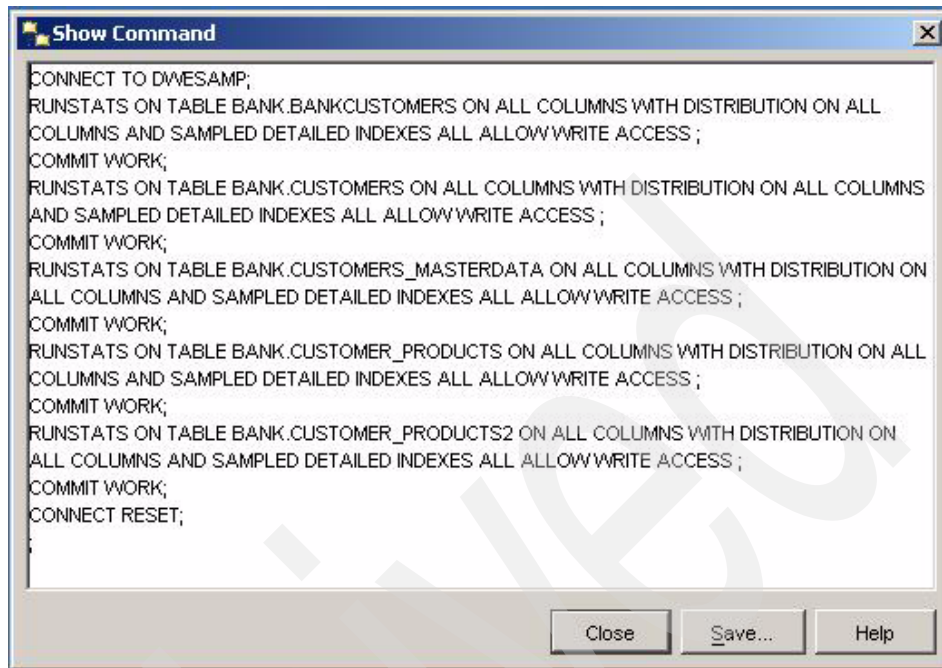 Show Command
CONNECT TO DWESAMP;
RUNSTATS ON TABLE BANK.BANKCUSTOMERS ON ALL COLUMNS WITH DISTRIBUTION ON ALL
COLUMNS AND SAMPLED DETAILED INDEXES ALL ALLOW WRITE ACCESS ;
COMMIT WORK;
RUNSTATS ON TABLE BANK.CUSTOMERS ON ALL COLUMNS WITH DISTRIBUTION ON ALL COLUMNS
AND SAMPLED DETAILED INDEXES ALL ALLOW WRITE ACCESS ;
COMMIT WORK;
RUNSTATS ON TABLE BANK.CUSTOMERS_MASTERDATA ON ALL COLUMNS WITH DISTRIBUTION ON
ALL COLUMNS AND SAMPLED DETAILED INDEXES ALL ALLOW WRITE ACCESS ;
COMMIT WORK;
RUNSTATS ON TABLE BANK.CUSTOMER_PRODUCTS ON ALL COLUMNS WITH DISTRIBUTION ON ALL
COLUMNS AND SAMPLED DETAILED INDEXES ALL ALLOW WRITE ACCESS ;
COMMIT WORK;
RUNSTATS ON TABLE BANK.CUSTOMER_PRODUCTS2 ON ALL COLUMNS WITH DISTRIBUTION ON
ALL COLUMNS AND SAMPLED DETAILED INDEXES ALL ALLOW WRITE ACCESS ;
COMMIT WORK;
CONNECT RESET;
;
Close Save... Help